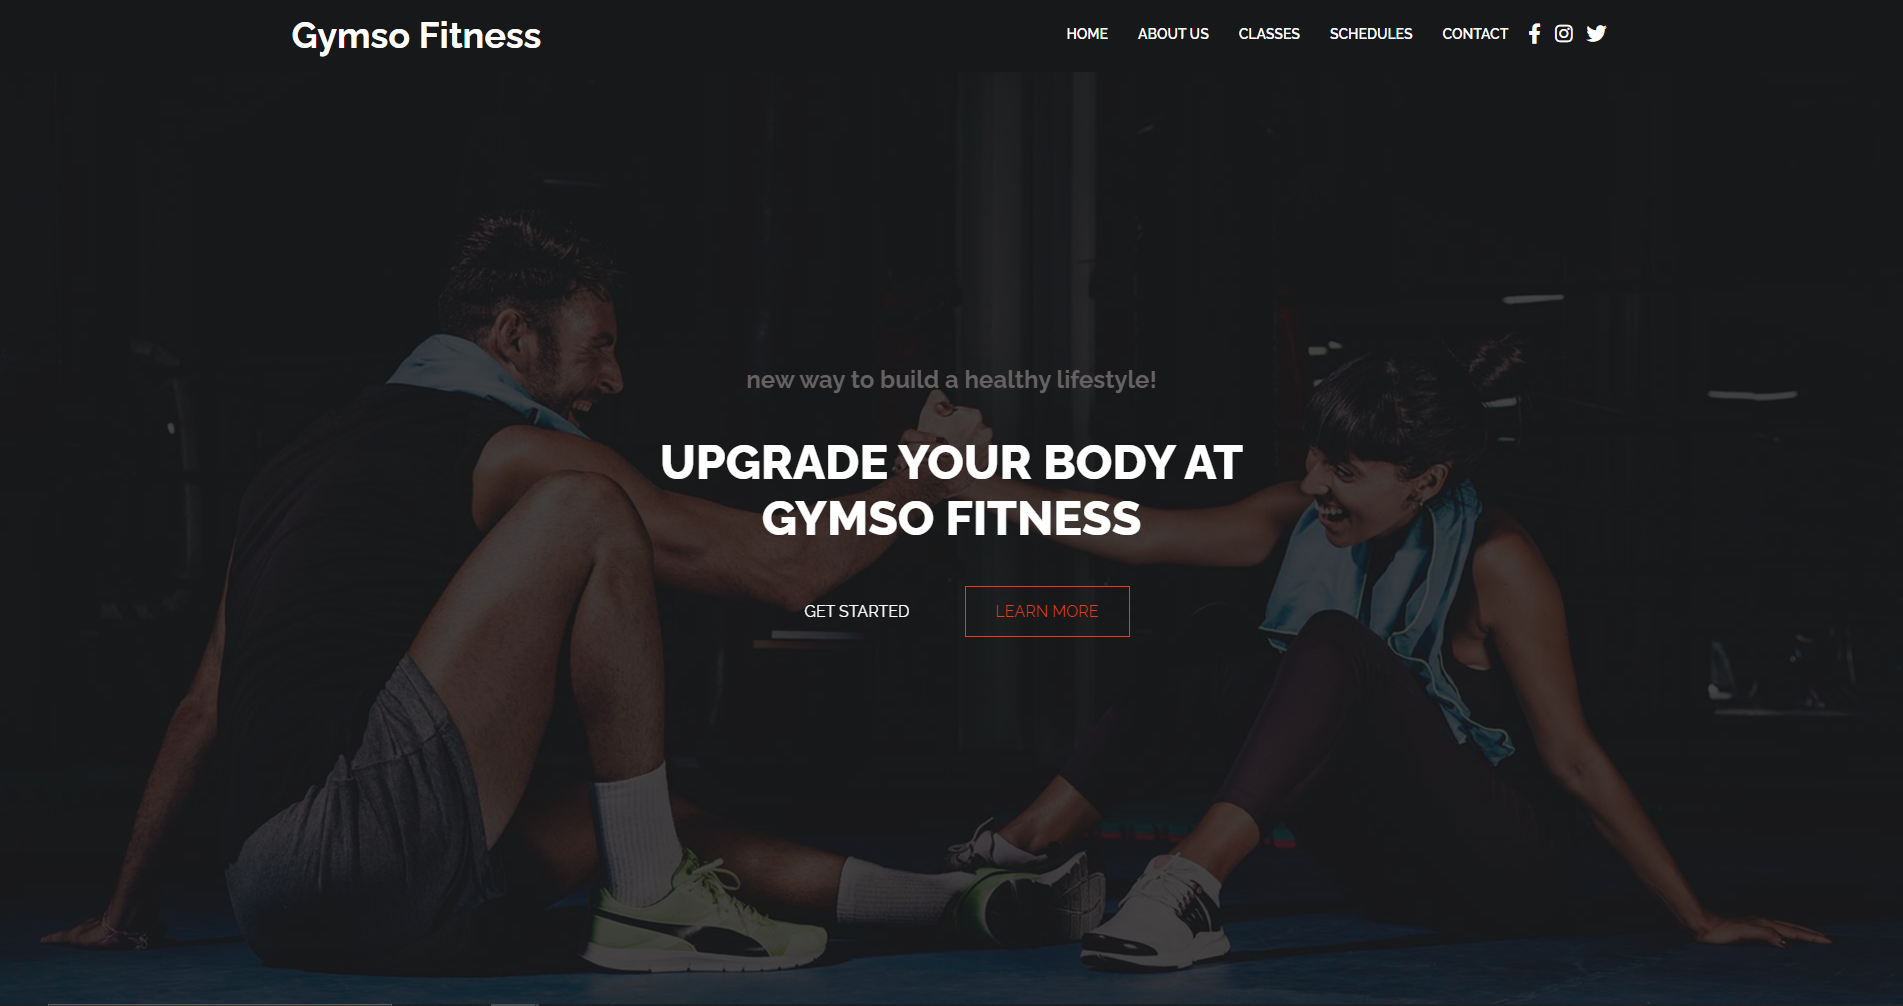 Gymso Fitness
HOME ABOUT US CLASSES SCHEDULES CONTACT
new way to build a healthy lifestyle!
UPGRADE YOUR BODY AT
GYMSO FITNESS
GET STARTED LEARN MORE